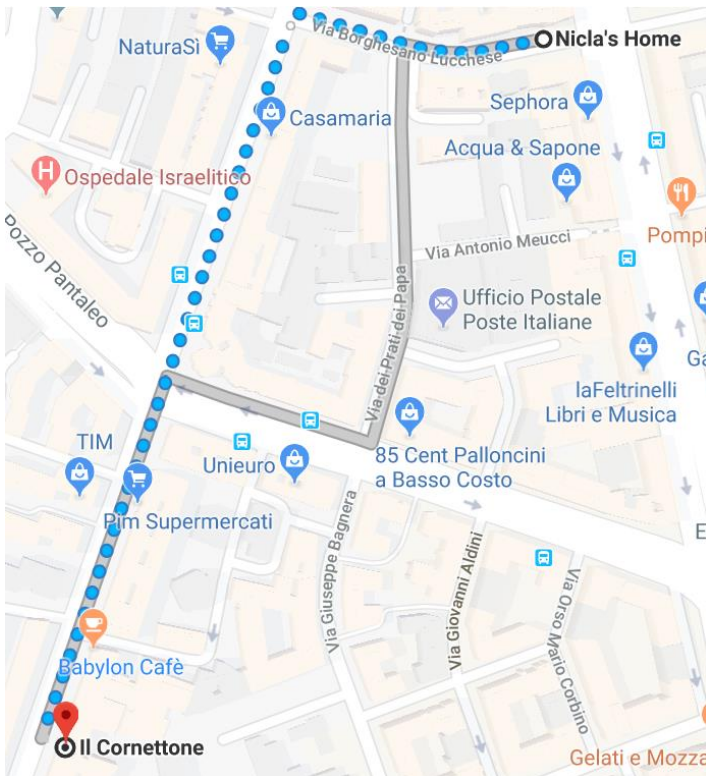 Nicla's Home
Via Borghesano Lucchese
NaturaSì
Sephora
Casamaria
Acqua & Sapone
H
Ospedale Israelitico
Pompi
Via Antonio Meucci
Pozzo Pantaleo
Via dei Prati dei Papa
Ufficio Postale
Poste Italiane
Ga
laFeltrinelli
Libri e Musica
TIM
Unieuro
85 Cent Palloncini
a Basso Costo
Pim Supermercati
E
Via Giuseppe Bagnera
Via Giovanni Aldini
Via Orso Mario Corbino
Babylon Cafè
Il Cornettone
Gelati e Mozza